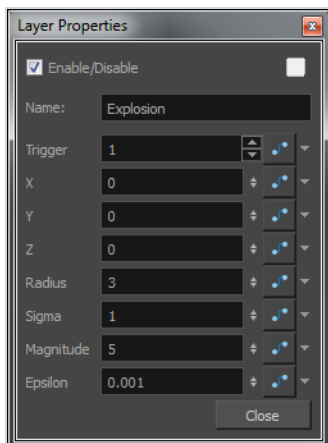 Layer Properties
Enable/Disable
Name: Explosion
Trigger 1
X 0
Y 0
Z 0
Radius 3
Sigma 1
Magnitude 5
Epsilon 0.001
Close